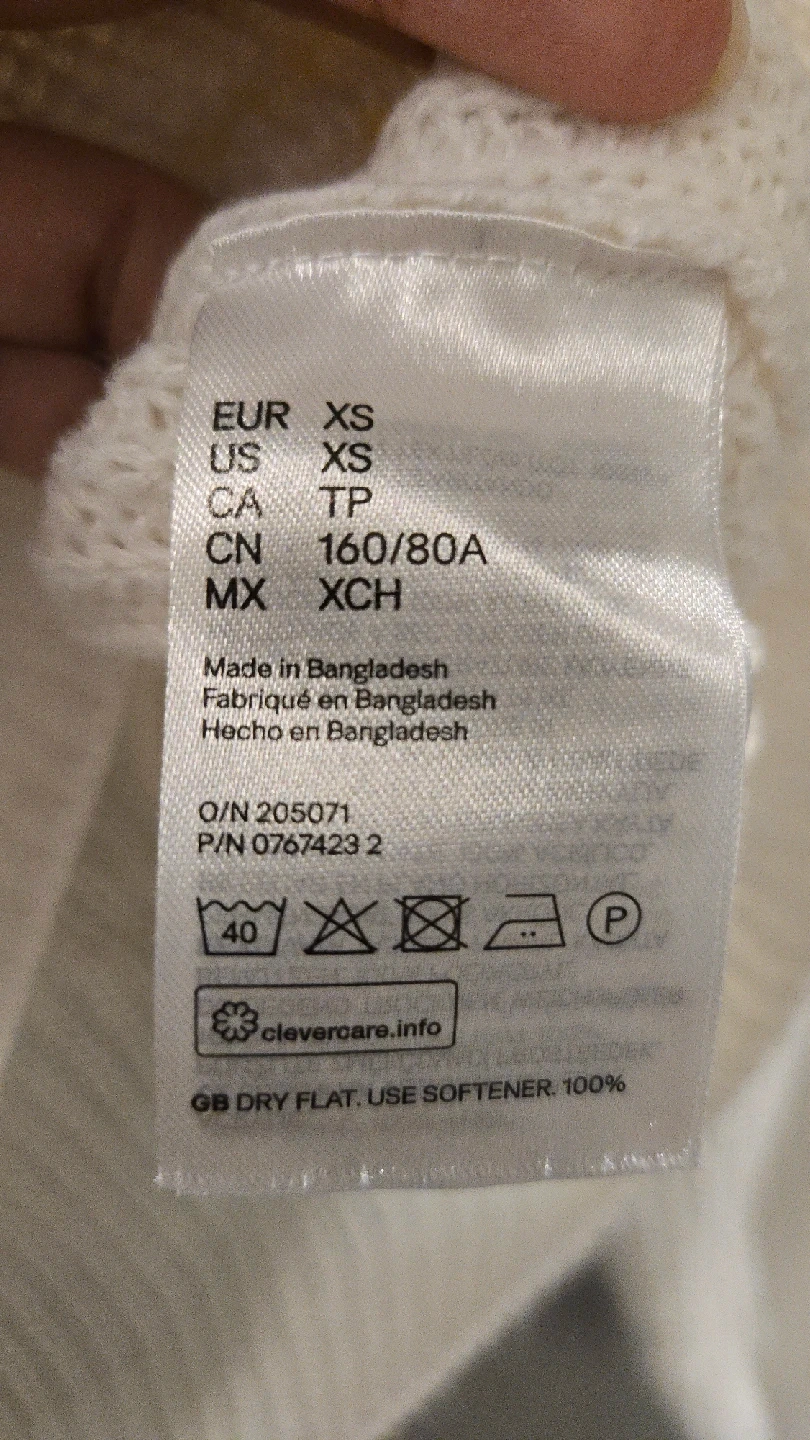 EUR XS
US XS
CA TP
CN 160/80A
MX XCH
Made in Bangladesh
Fabriqué en Bangladesh
Hecho en Bangladesh
O/N 205071
P/N 0767423 2
40 P
clevercare.info
GB DRY FLAT. USE SOFTENER. 100%